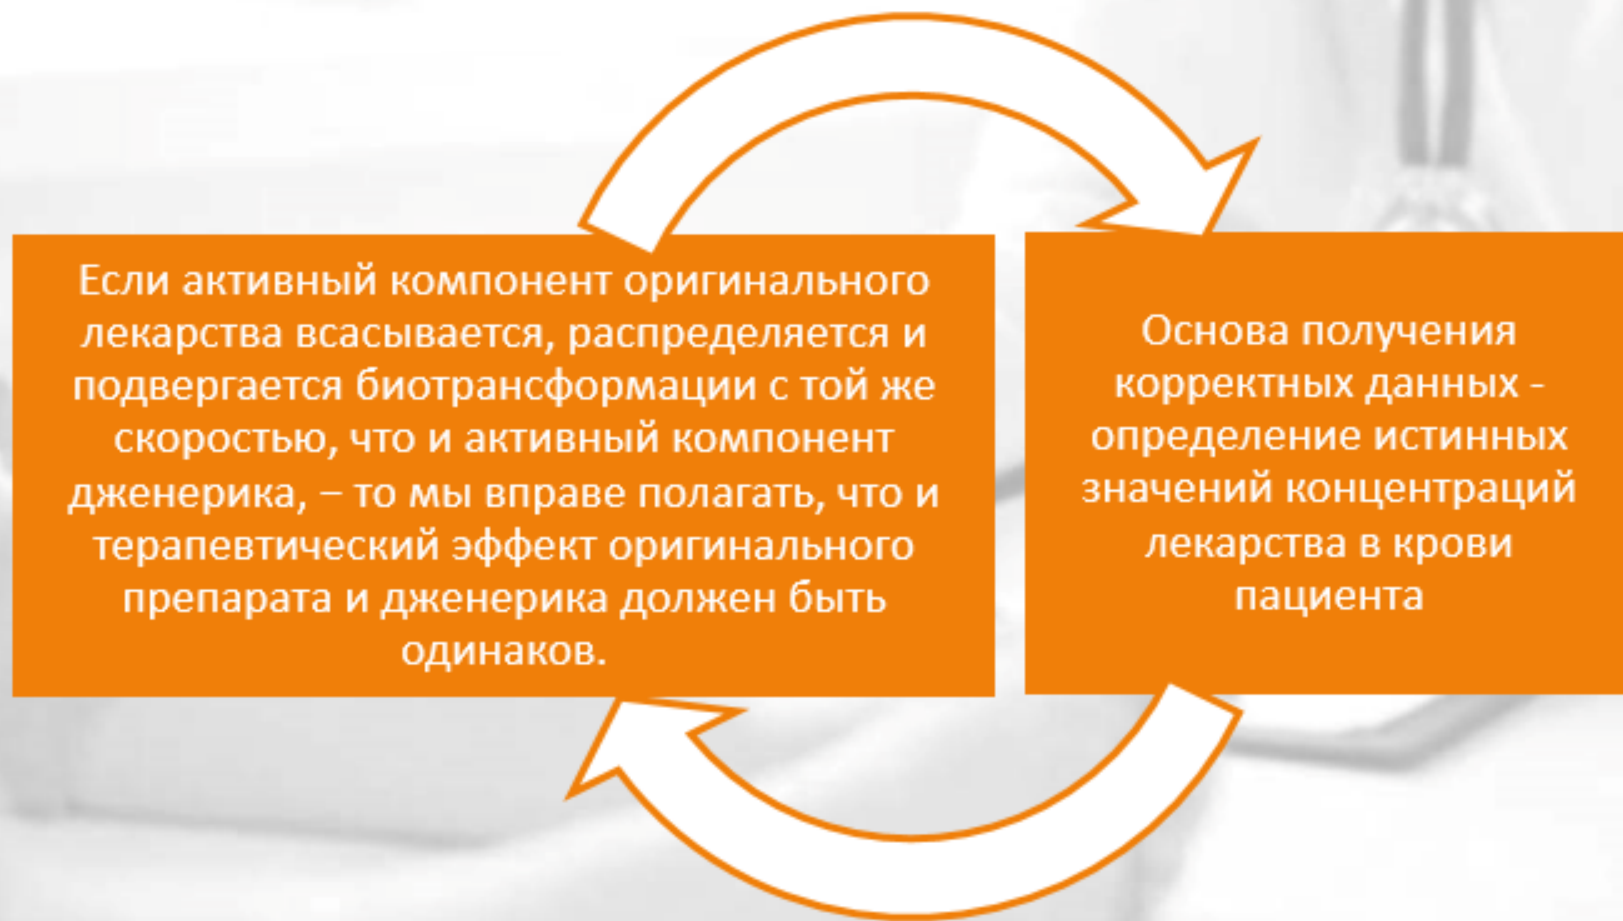 Если активный компонент оригинального
лекарства всасывается, распределяется и
подвергается биотрансформации с той же
скоростью, что и активный компонент
дженерика, – то мы вправе полагать, что и
терапевтический эффект оригинального
препарата и дженерика должен быть
одинаков.
Основа получения
корректных данных -
определение истинных
значений концентраций
лекарства в крови
пациента